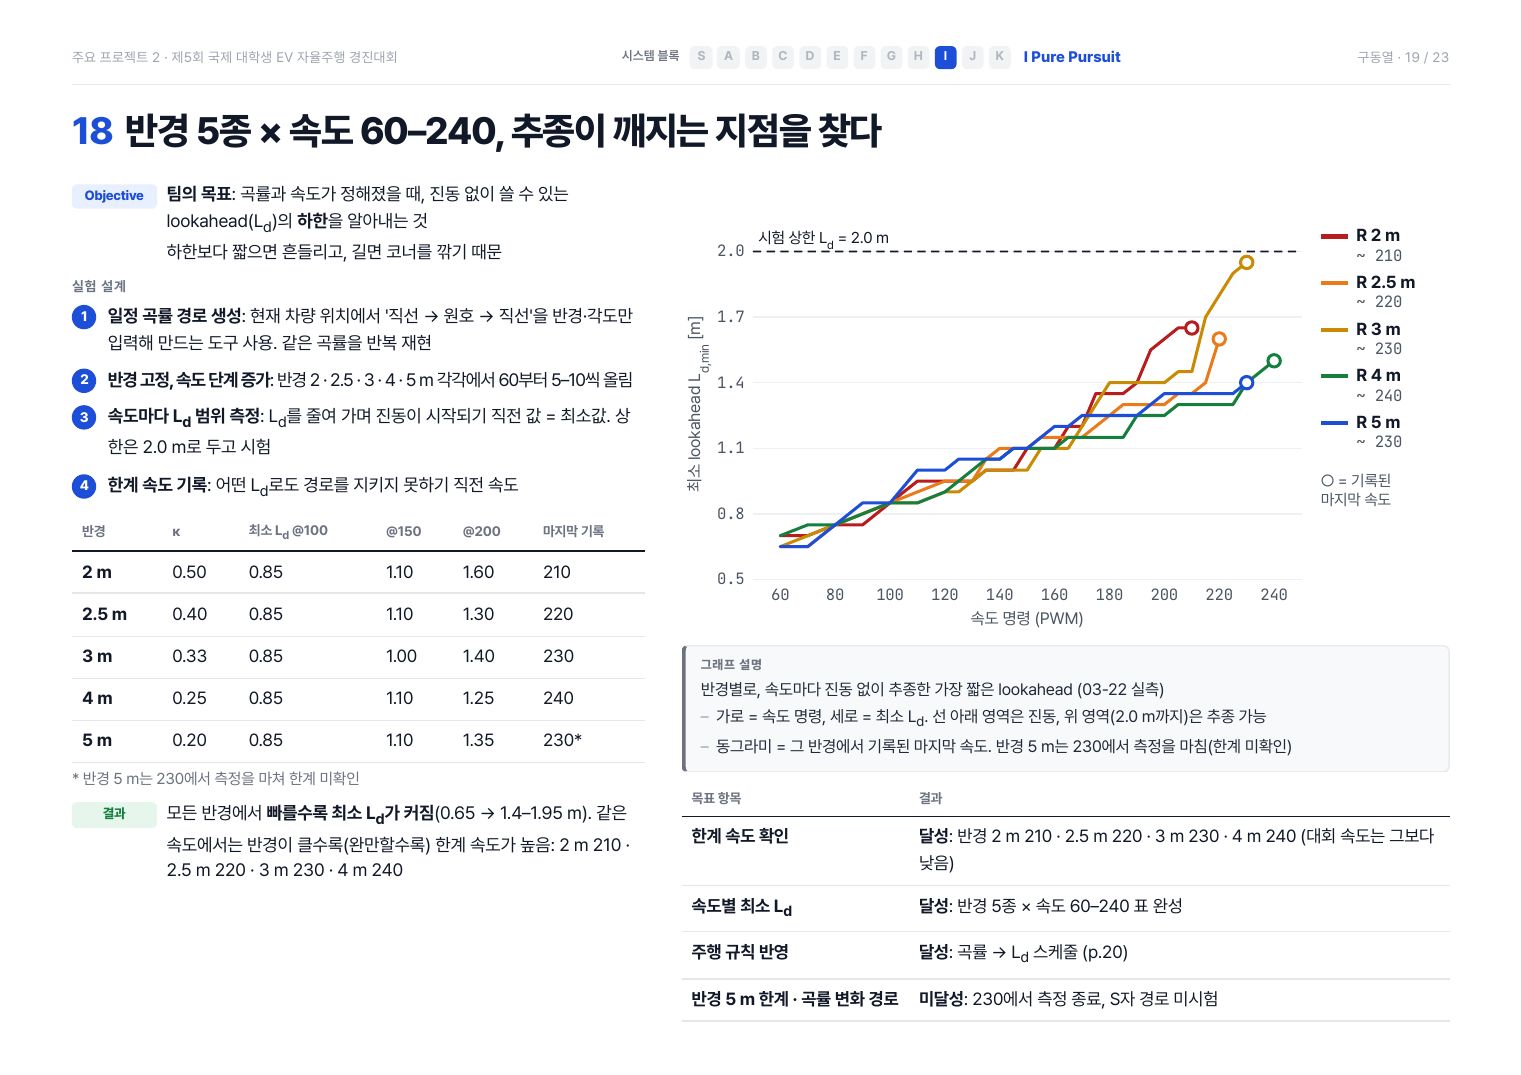 주요 프로젝트 2 · 제5회 국제 대학생 EV 자율주행 경진대회
시스템 블록 S A B C D E F G H I J K I Pure Pursuit
구동열 · 19 / 23
18 반경 5종 × 속도 60–240, 추종이 깨지는 지점을 찾다
Objective
팀의 목표: 곡률과 속도가 정해졌을 때, 진동 없이 쓸 수 있는
lookahead(Ld)의 하한을 알아내는 것
하한보다 짧으면 흔들리고, 길면 코너를 깎기 때문
실험 설계
1 일정 곡률 경로 생성: 현재 차량 위치에서 '직선 → 원호 → 직선'을 반경·각도만
입력해 만드는 도구 사용. 같은 곡률을 반복 재현
2 반경 고정, 속도 단계 증가: 반경 2 · 2.5 · 3 · 4 · 5 m 각각에서 60부터 5–10씩 올림
3 속도마다 Ld 범위 측정: Ld를 줄여 가며 진동이 시작되기 직전 값 = 최소값. 상
한은 2.0 m로 두고 시험
4 한계 속도 기록: 어떤 Ld로도 경로를 지키지 못하기 직전 속도
반경 κ 최소 Ld @100 @150 @200 마지막 기록
2 m 0.50 0.85 1.10 1.60 210
2.5 m 0.40 0.85 1.10 1.30 220
3 m 0.33 0.85 1.00 1.40 230
4 m 0.25 0.85 1.10 1.25 240
5 m 0.20 0.85 1.10 1.35 230*
* 반경 5 m는 230에서 측정을 마쳐 한계 미확인
결과
모든 반경에서 빠를수록 최소 Ld가 커짐(0.65 → 1.4–1.95 m). 같은
속도에서는 반경이 클수록(완만할수록) 한계 속도가 높음: 2 m 210 ·
2.5 m 220 · 3 m 230 · 4 m 240
시험 상한 Ld = 2.0 m
최소 lookahead Ld,min [m]
2.0
1.7
1.4
1.1
0.8
0.5
60 80 100 120 140 160 180 200 220 240
속도 명령 (PWM)
R 2 m
~ 210
R 2.5 m
~ 220
R 3 m
~ 230
R 4 m
~ 240
R 5 m
~ 230
○ = 기록된
마지막 속도
그래프 설명
반경별로, 속도마다 진동 없이 추종한 가장 짧은 lookahead (03-22 실측)
– 가로 = 속도 명령, 세로 = 최소 Ld. 선 아래 영역은 진동, 위 영역(2.0 m까지)은 추종 가능
– 동그라미 = 그 반경에서 기록된 마지막 속도. 반경 5 m는 230에서 측정을 마침(한계 미확인)
목표 항목 결과
한계 속도 확인 달성: 반경 2 m 210 · 2.5 m 220 · 3 m 230 · 4 m 240 (대회 속도는 그보다
낮음)
속도별 최소 Ld 달성: 반경 5종 × 속도 60–240 표 완성
주행 규칙 반영 달성: 곡률 → Ld 스케줄 (p.20)
반경 5 m 한계 · 곡률 변화 경로 미달성: 230에서 측정 종료, S자 경로 미시험